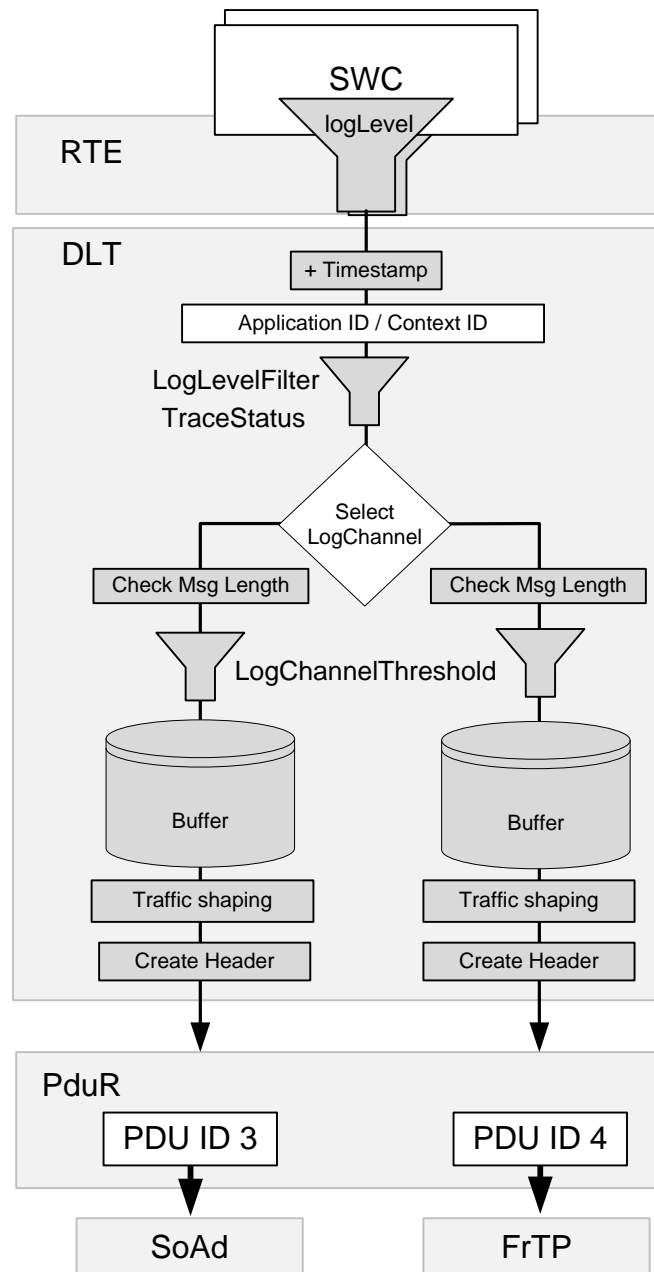 SWC
logLevel
RTE
DLT
+ Timestamp
Application ID / Context ID
LogLevelFilter
TraceStatus
Select
LogChannel
Check Msg Length
Check Msg Length
LogChannelThreshold
Buffer
Buffer
Traffic shaping
Traffic shaping
Create Header
Create Header
PduR
PDU ID 3
PDU ID 4
SoAd
FrTP